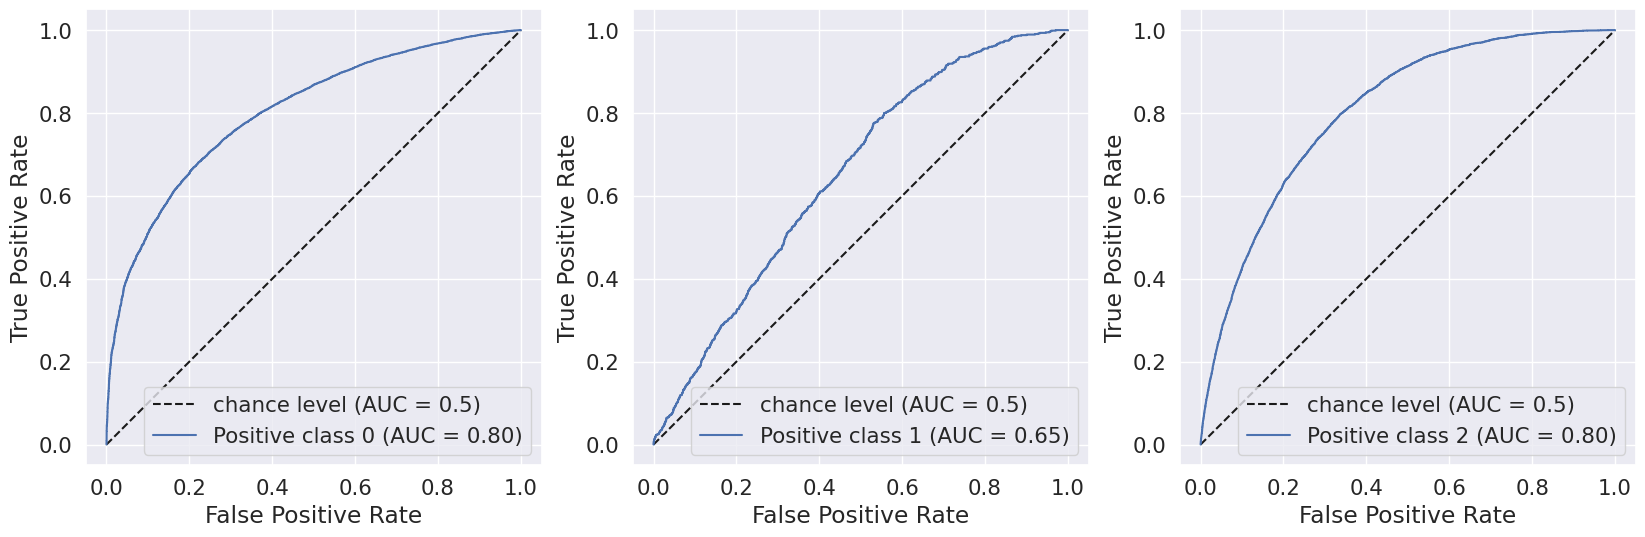 1.0
0.8
0.6
0.4
0.2
0.0
True Positive Rate
0.0 0.2 0.4 0.6 0.8 1.0
False Positive Rate
chance level (AUC = 0.5)
Positive class 0 (AUC = 0.80)
1.0
0.8
0.6
0.4
0.2
0.0
True Positive Rate
0.0 0.2 0.4 0.6 0.8 1.0
False Positive Rate
chance level (AUC = 0.5)
Positive class 1 (AUC = 0.65)
1.0
0.8
0.6
0.4
0.2
0.0
True Positive Rate
0.0 0.2 0.4 0.6 0.8 1.0
False Positive Rate
chance level (AUC = 0.5)
Positive class 2 (AUC = 0.80)